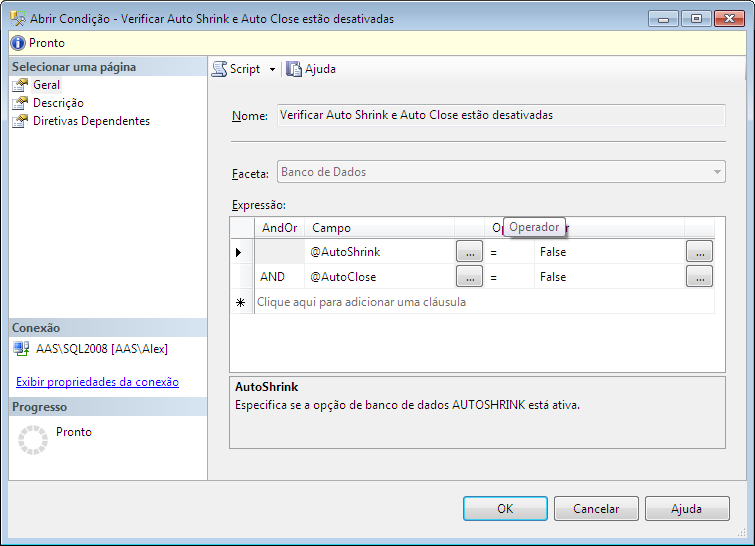 Abrir Condição - Verificar Auto Shrink e Auto Close estão desativadas
Pronto
Selecionar uma página
Geral
Descrição
Diretivas Dependentes
Script Ajuda
Nome: Verificar Auto Shrink e Auto Close estão desativadas
Faceta: Banco de Dados
Expressão:
AndOr Campo Operador
@AutoShrink ... = False ...
AND @AutoClose ... = False ...
Clique aqui para adicionar uma cláusula
Conexão
AAS\SQL2008 [AAS\Alex]
Exibir propriedades da conexão
Progresso
Pronto
AutoShrink
Especifica se a opção de banco de dados AUTOSHRINK está ativa.
OK Cancelar Ajuda